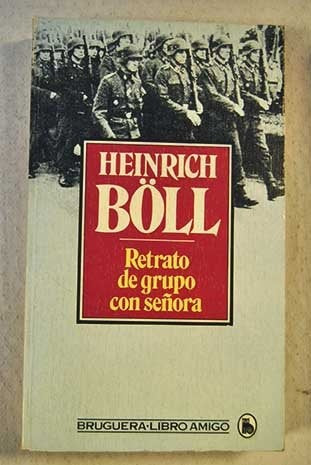 HEINRICH
BÖLL
Retrato
de grupo
con señora
BRUGUERA·LIBRO AMIGO